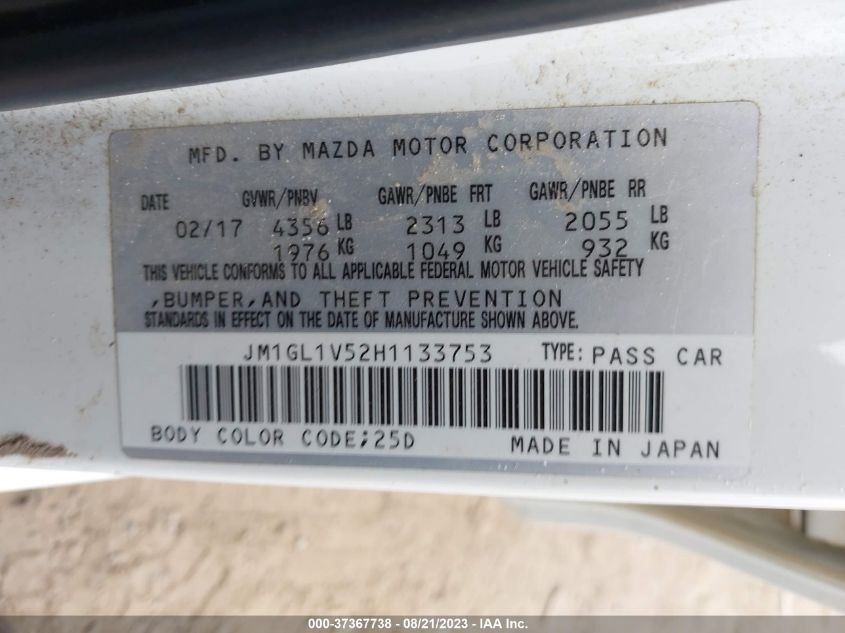 MFD. BY MAZDA MOTOR CORPORATION
DATE GVWR/PNBV GAWR/PNBE FRT GAWR/PNBE RR
02/17 4356 LB 2313 LB 2055 LB
1976 KG 1049 KG 932 KG
THIS VEHICLE CONFORMS TO ALL APPLICABLE FEDERAL MOTOR VEHICLE SAFETY
,BUMPER,AND THEFT PREVENTION
STANDARDS IN EFFECT ON THE DATE OF MANUFACTURE SHOWN ABOVE.
JM1GL1V52H1133753 TYPE: PASS CAR
BODY COLOR CODE;25D MADE IN JAPAN
000-37367738 - 08/21/2023 - IAA Inc.